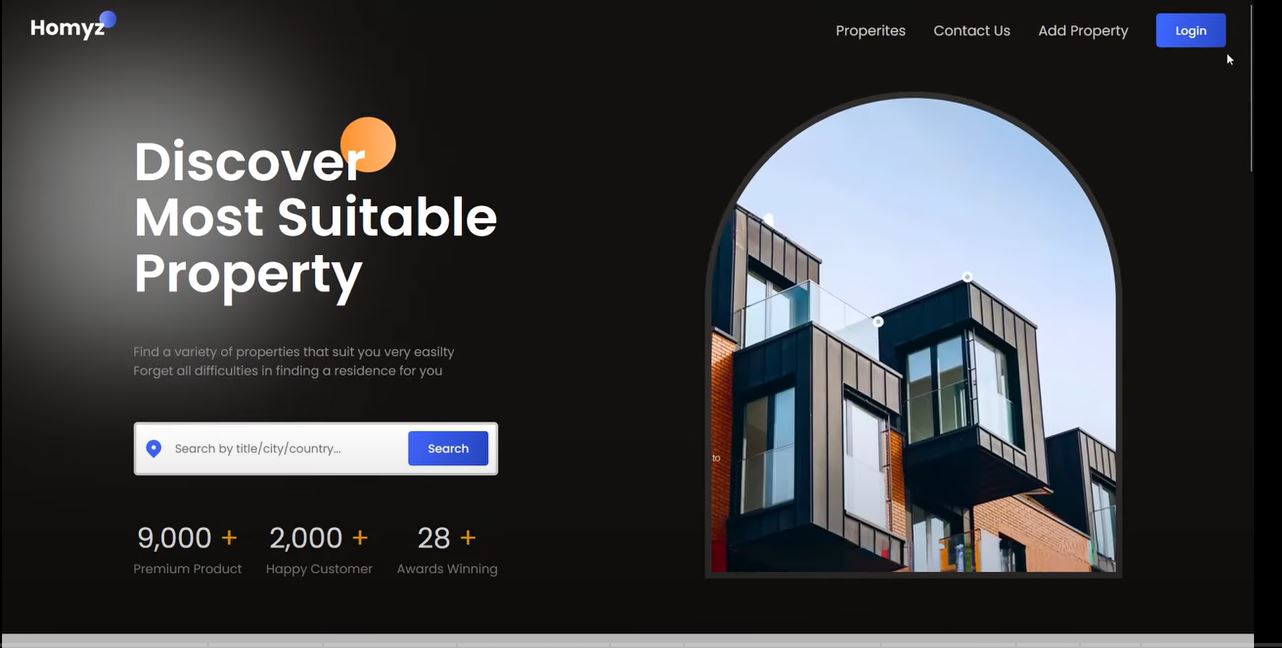 Homyz
Properites
Contact Us
Add Property
Login
Discover
Most Suitable
Property
Find a variety of properties that suit you very easilty
Forget all difficulties in finding a residence for you
Search by title/city/country...
Search
9,000 +
2,000 +
28 +
Premium Product
Happy Customer
Awards Winning
to